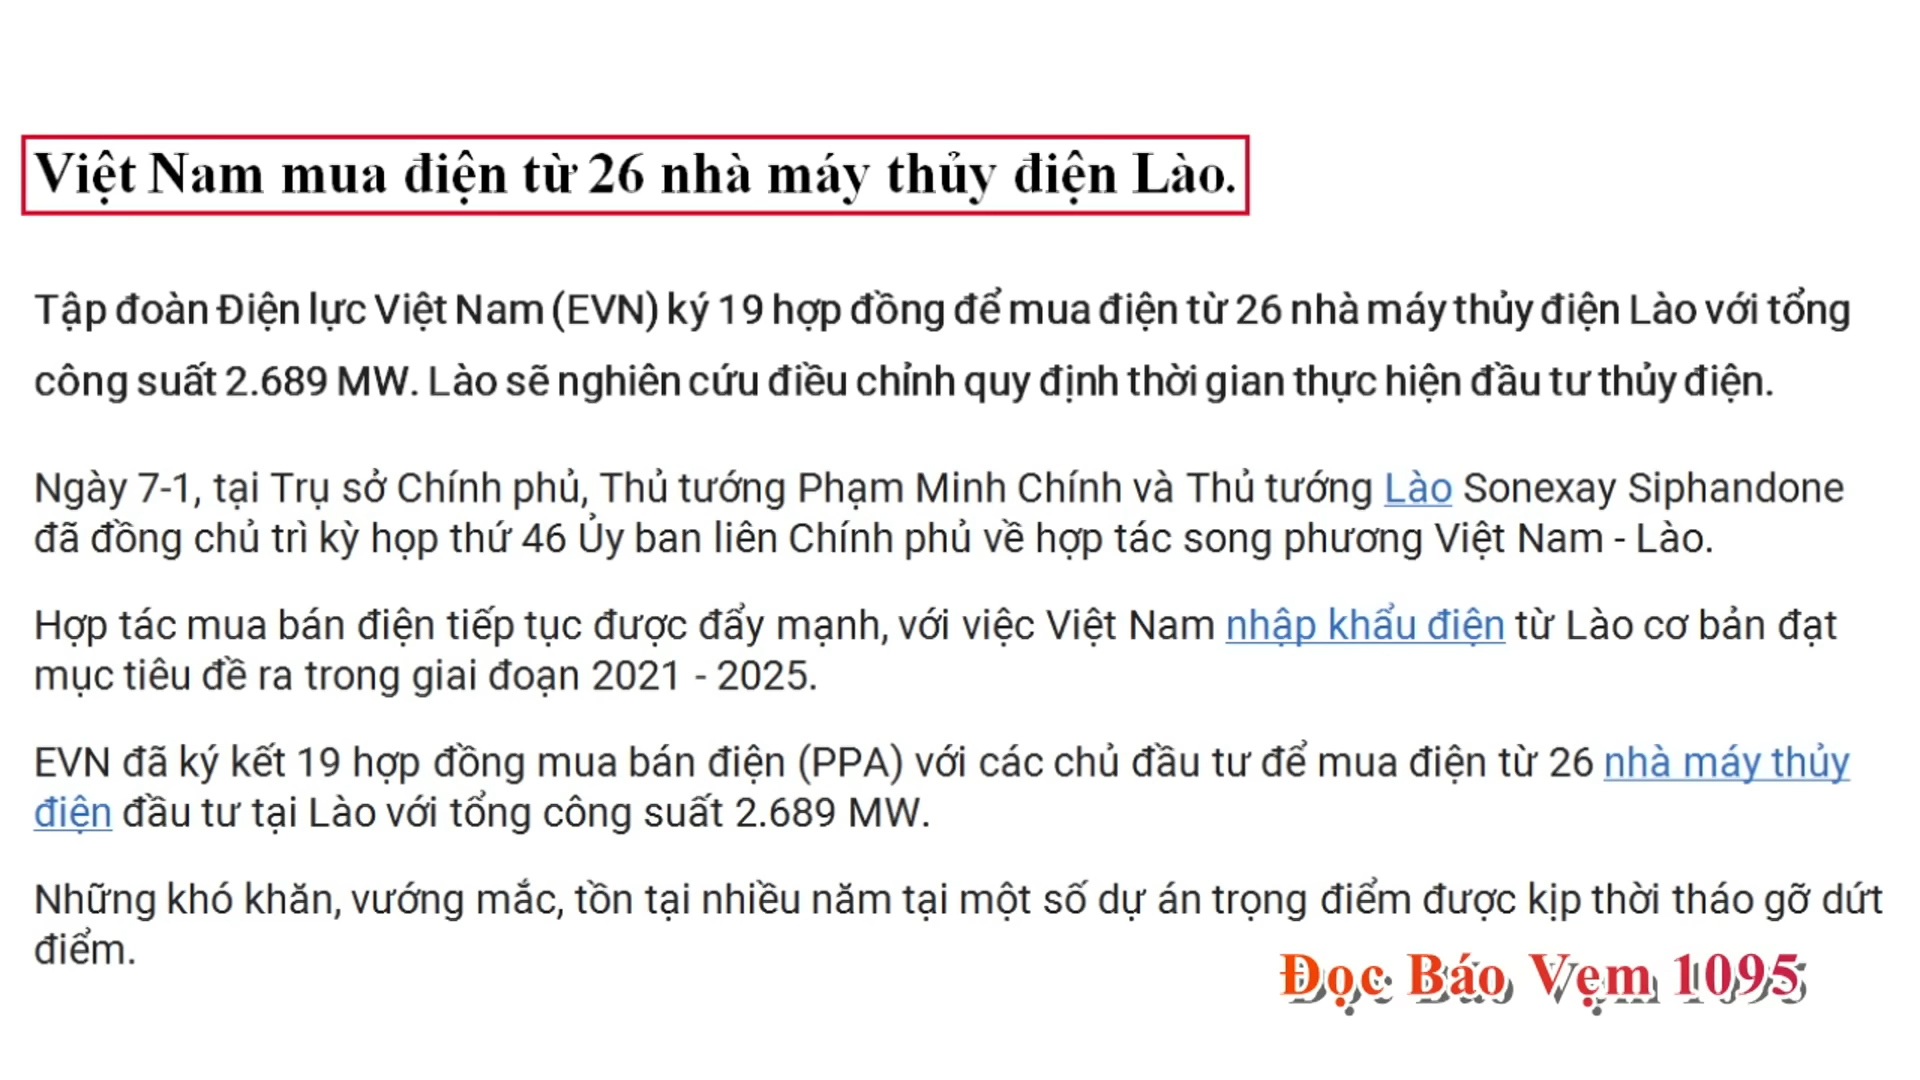 Việt Nam mua điện từ 26 nhà máy thủy điện Lào.
Tập đoàn Điện lực Việt Nam (EVN) ký 19 hợp đồng để mua điện từ 26 nhà máy thủy điện Lào với tổng
công suất 2.689 MW. Lào sẽ nghiên cứu điều chỉnh quy định thời gian thực hiện đầu tư thủy điện.
Ngày 7-1, tại Trụ sở Chính phủ, Thủ tướng Phạm Minh Chính và Thủ tướng Lào Sonexay Siphandone
đã đồng chủ trì kỳ họp thứ 46 Ủy ban liên Chính phủ về hợp tác song phương Việt Nam - Lào.
Hợp tác mua bán điện tiếp tục được đẩy mạnh, với việc Việt Nam nhập khẩu điện từ Lào cơ bản đạt
mục tiêu đề ra trong giai đoạn 2021 - 2025.
EVN đã ký kết 19 hợp đồng mua bán điện (PPA) với các chủ đầu tư để mua điện từ 26 nhà máy thủy
điện đầu tư tại Lào với tổng công suất 2.689 MW.
Những khó khăn, vướng mắc, tồn tại nhiều năm tại một số dự án trọng điểm được kịp thời tháo gỡ dứt
điểm.
Đọc Báo Vẹm 1095